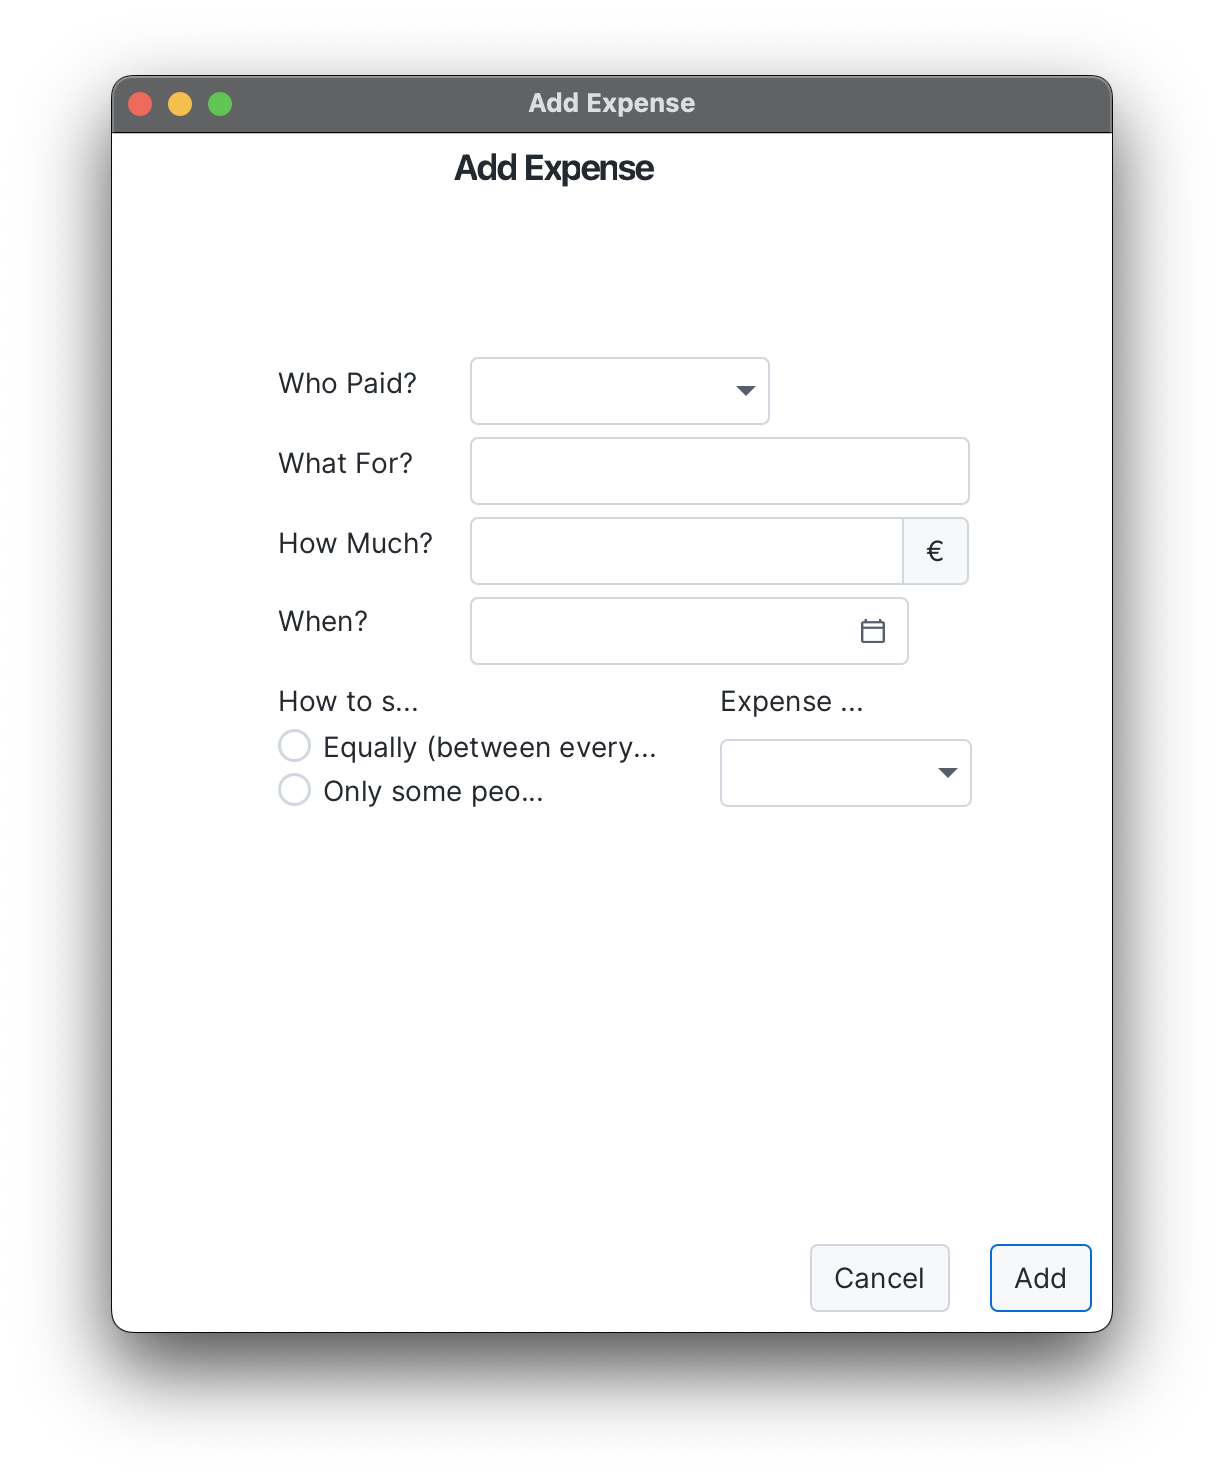 Add Expense
Add Expense
Who Paid?
What For?
How Much? €
When?
How to s... Expense ...
Equally (between every...
Only some peo...
Cancel Add